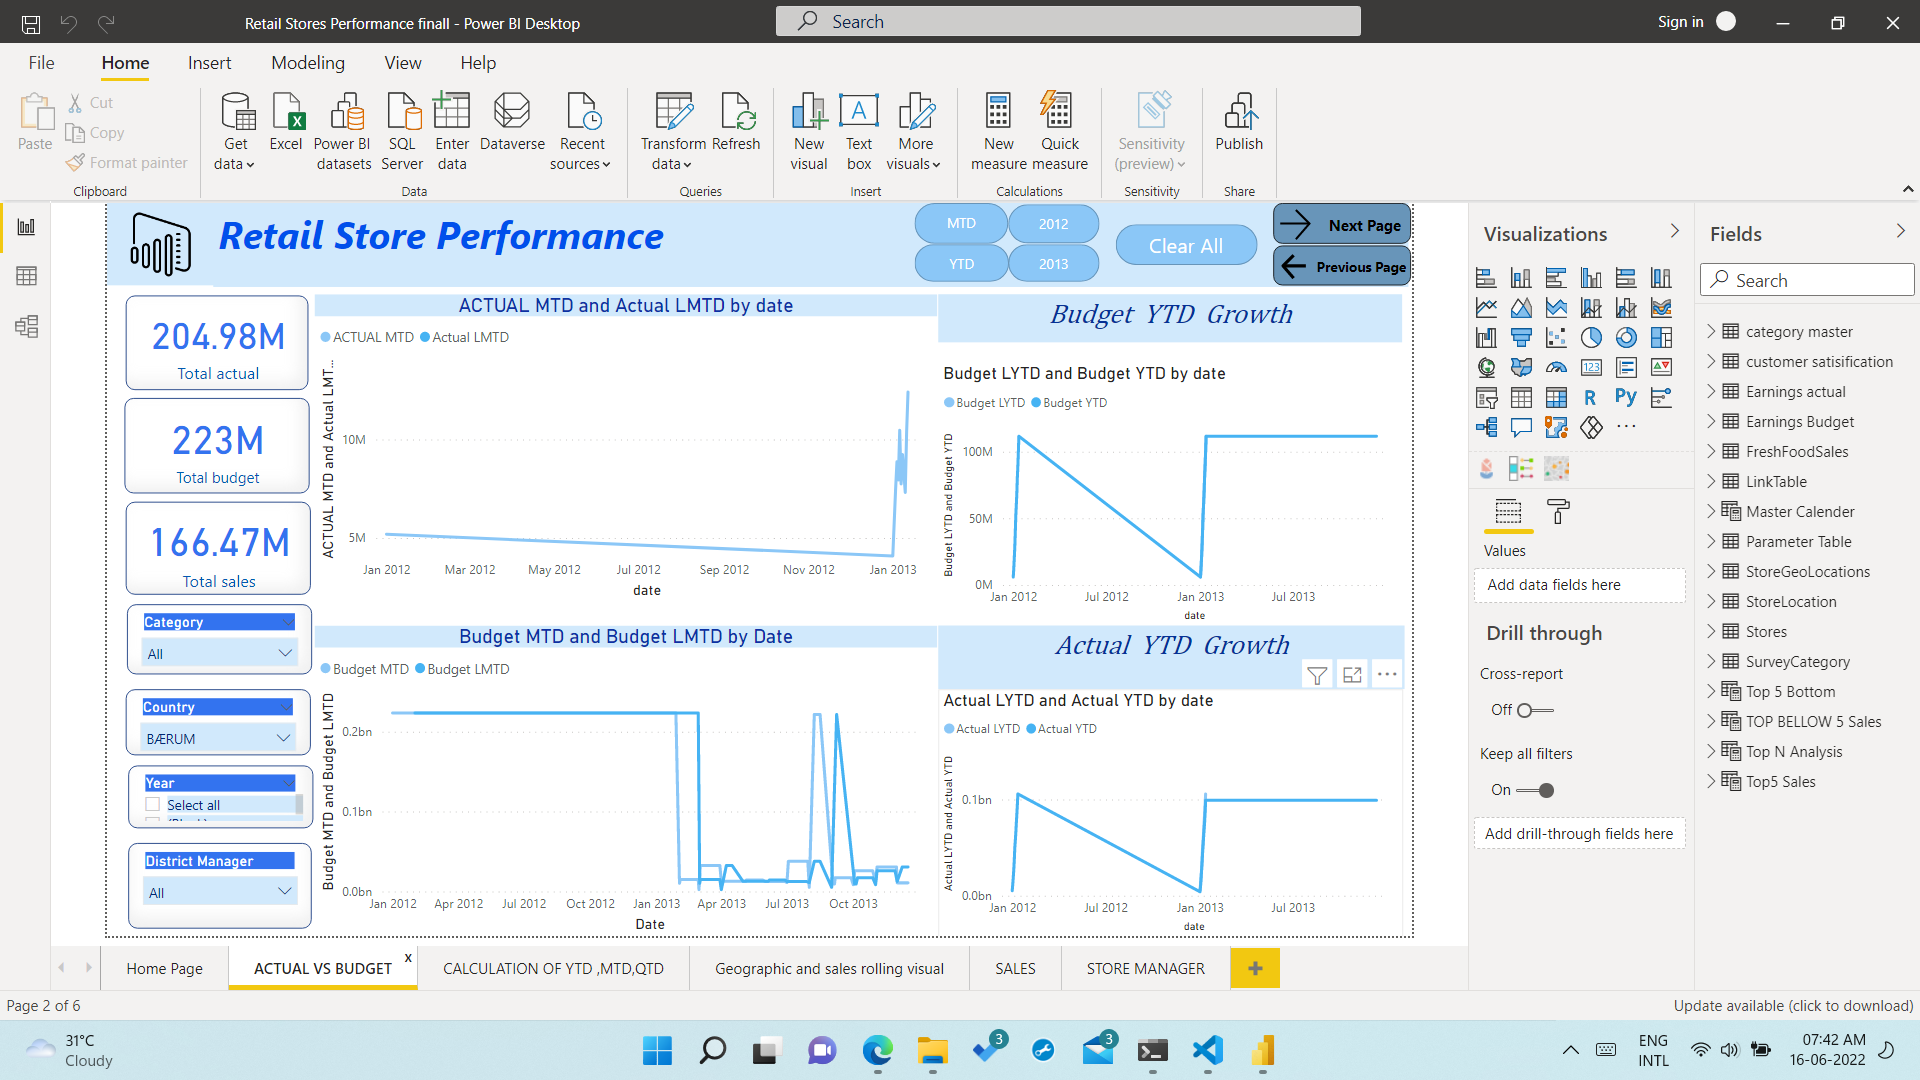 Retail Stores Performance finall - Power BI Desktop
Search
Sign in
File
Home
Insert
Modeling
View
Help
Paste
Cut
Copy
Format painter
Clipboard
Get data
Excel
Power BI datasets
SQL Server
Enter data
Dataverse
Recent sources
Data
Transform data
Refresh
Queries
New visual
Text box
More visuals
Insert
New measure
Quick measure
Calculations
Sensitivity (preview)
Sensitivity
Publish
Share
Retail Store Performance
MTD
2012
YTD
2013
Clear All
Next Page
Previous Page
204.98M
Total actual
223M
Total budget
166.47M
Total sales
Category
All
Country
BÆRUM
Year
Select all
District Manager
All
ACTUAL MTD and Actual LMTD by date
ACTUAL MTD
Actual LMTD
ACTUAL MTD and Actual LMT...
10M
5M
Jan 2012
Mar 2012
May 2012
Jul 2012
Sep 2012
Nov 2012
Jan 2013
date
Budget YTD Growth
Budget LYTD and Budget YTD by date
Budget LYTD
Budget YTD
Budget LYTD and Budget YTD
100M
50M
0M
Jan 2012
Jul 2012
Jan 2013
Jul 2013
date
Budget MTD and Budget LMTD by Date
Budget MTD
Budget LMTD
Budget MTD and Budget LMTD
0.2bn
0.1bn
0.0bn
Jan 2012
Apr 2012
Jul 2012
Oct 2012
Jan 2013
Apr 2013
Jul 2013
Oct 2013
Date
Actual YTD Growth
Actual LYTD and Actual YTD by date
Actual LYTD
Actual YTD
Actual LYTD and Actual YTD
0.1bn
0.0bn
Jan 2012
Jul 2012
Jan 2013
Jul 2013
date
Visualizations
123
R
Py
Values
Add data fields here
Drill through
Cross-report
Off
Keep all filters
On
Add drill-through fields here
Fields
Search
category master
customer satisification
Earnings actual
Earnings Budget
FreshFoodSales
LinkTable
Master Calender
Parameter Table
StoreGeoLocations
StoreLocation
Stores
SurveyCategory
Top 5 Bottom
TOP BELLOW 5 Sales
Top N Analysis
Top5 Sales
Home Page
ACTUAL VS BUDGET
x
CALCULATION OF YTD ,MTD,QTD
Geographic and sales rolling visual
SALES
STORE MANAGER
Page 2 of 6
Update available (click to download)
31°C
Cloudy
3
3
ENG
INTL
07:42 AM
16-06-2022